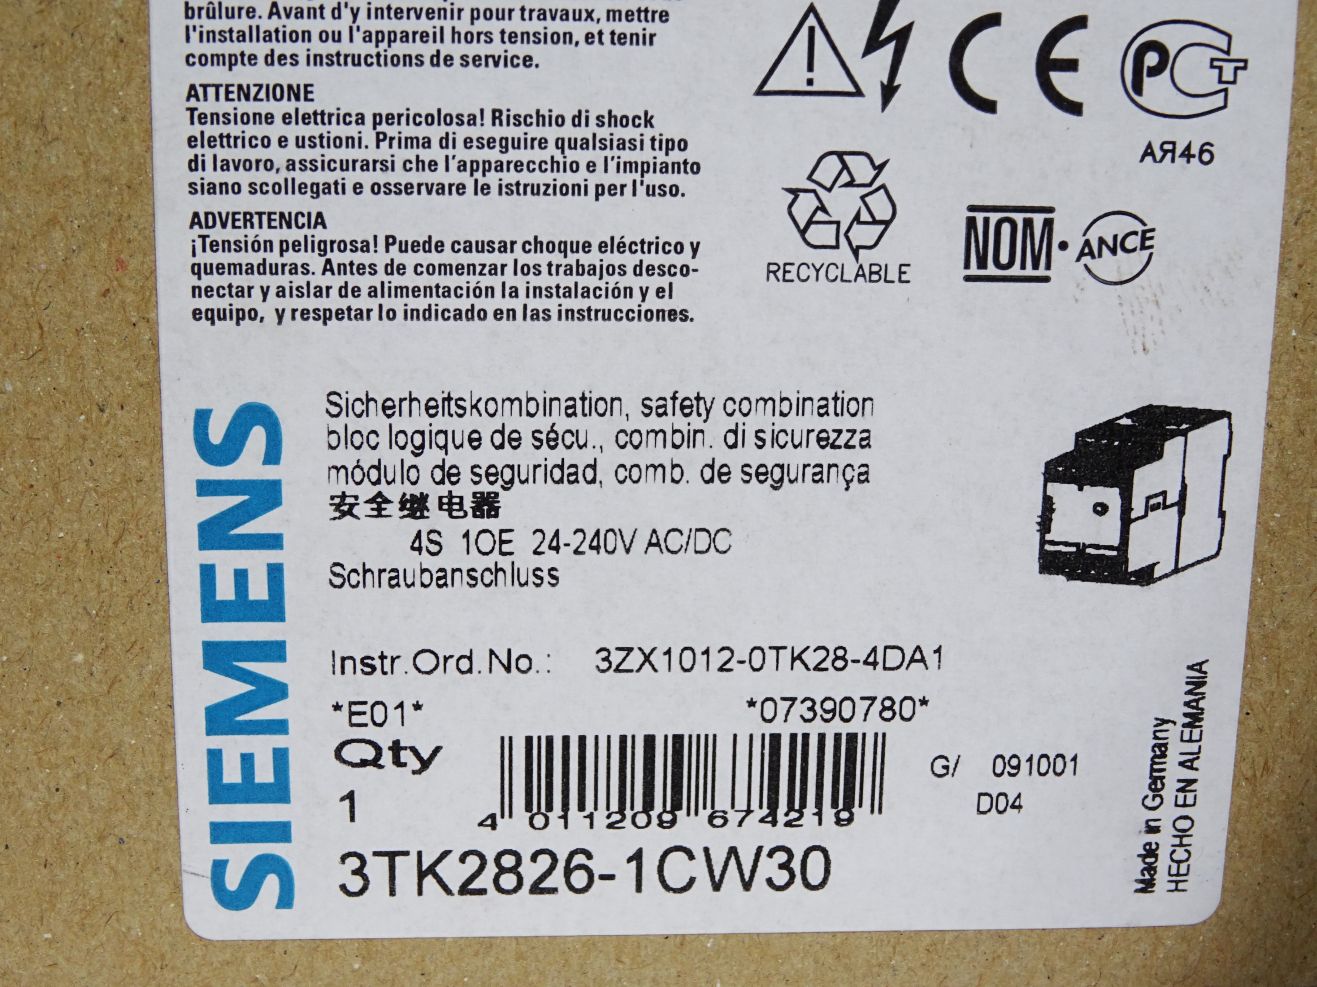 brûlure. Avant d'y intervenir pour travaux, mettre
l'installation ou l'appareil hors tension, et tenir
compte des instructions de service.
ATTENZIONE
Tensione elettrica pericolosa! Rischio di shock
elettrico e ustioni. Prima di eseguire qualsiasi tipo
di lavoro, assicurarsi che l'apparecchio e l'impianto
siano scollegati e osservare le istruzioni per l'uso.
ADVERTENCIA
¡Tensión peligrosa! Puede causar choque eléctrico y
quemaduras. Antes de comenzar los trabajos desco-
nectar y aislar de alimentación la instalación y el
equipo, y respetar lo indicado en las instrucciones.
CE
PCT
АЯ46
RECYCLABLE
NOM·ANCE
SIEMENS
Sicherheitskombination, safety combination
bloc logique de sécu., combin. di sicurezza
módulo de seguridad, comb. de segurança
安全继电器
4S 1OE 24-240V AC/DC
Schraubanschluss
Instr.Ord.No.: 3ZX1012-0TK28-4DA1
*E01* *07390780*
Qty
1
4 011209 674219
G/ 091001
D04
3TK2826-1CW30
Made in Germany
HECHO EN ALEMANIA